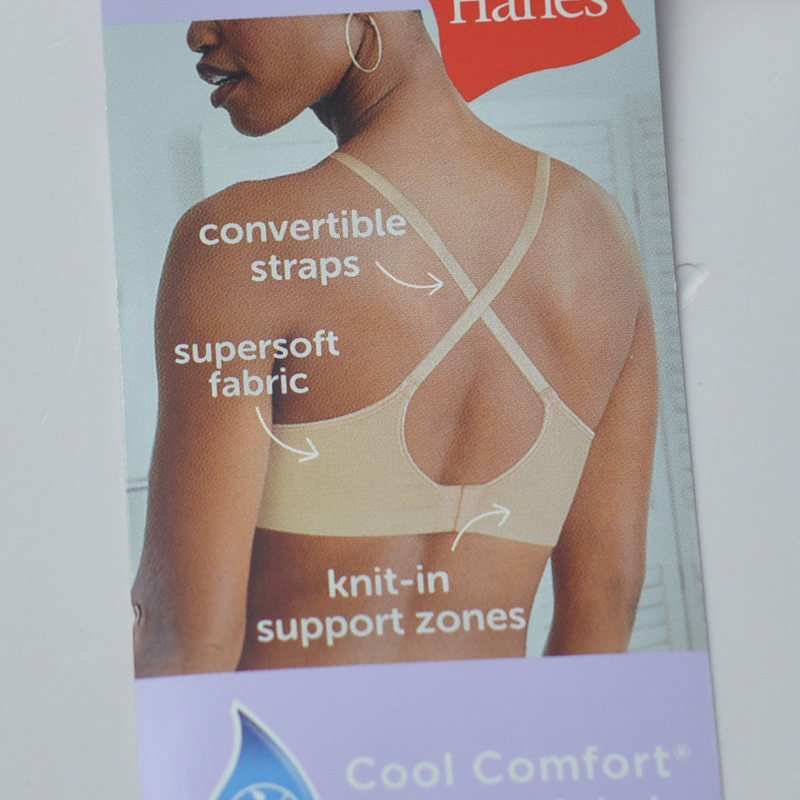 Hanes
convertible
straps
supersoft
fabric
knit-in
support zones
Cool Comfort®